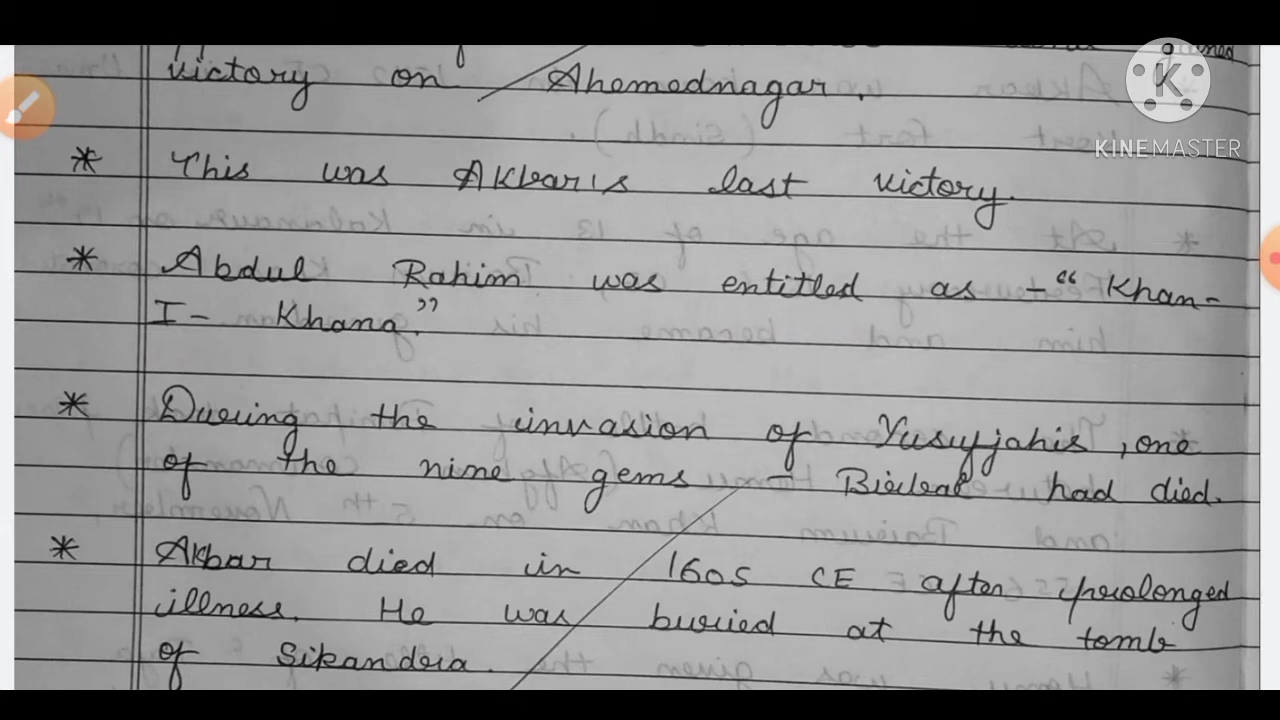 victory on Ahemednagar.
* This was Akbar's last victory.
* Abdul Rahim was entitled as - "Khan-
I- Khana."
* During the invasion of Yusufjahis, one
of the nine gems - Birbal had died.
* Akbar died in 1605 CE after prolonged
illness. He was buried at the tomb
of Sikandra.
K
KINEMASTER